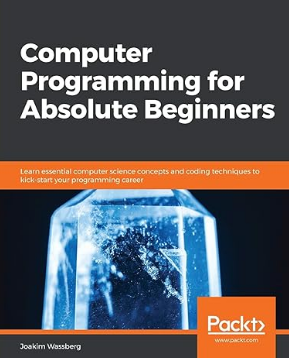 Computer
Programming for
Absolute Beginners
Learn essential computer science concepts and coding techniques to
kick-start your programming career
Joakim Wassberg
Packt>
www.packt.com